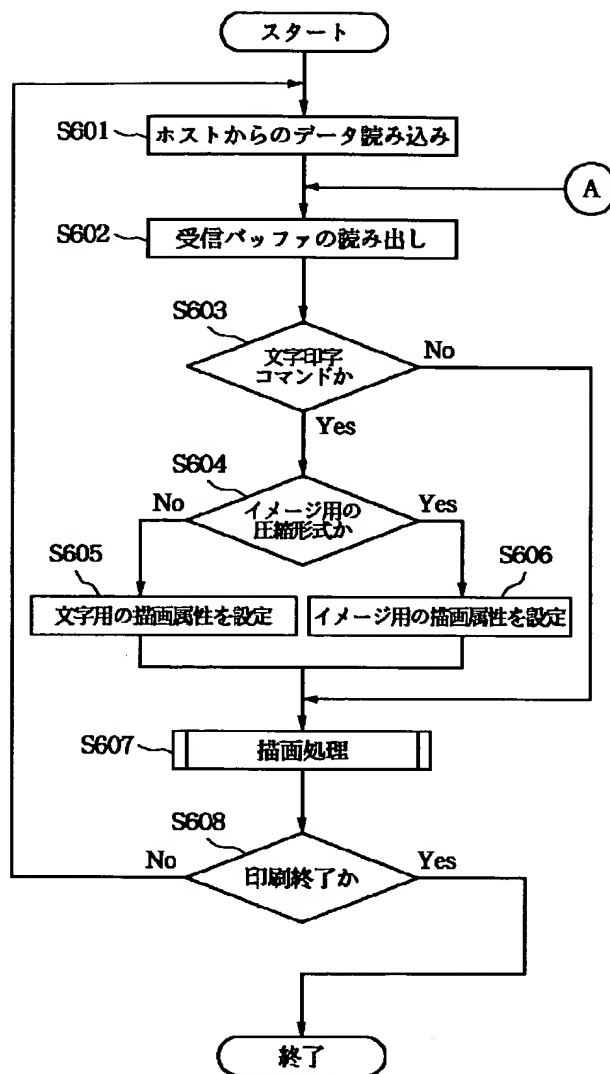 スタート
S601
ホストからのデータ読み込み
A
S602
受信バッファの読み出し
S603
文字印字
コマンドか
No
Yes
S604
イメージ用の
圧縮形式か
No
Yes
S605
文字用の描画属性を設定
S606
イメージ用の描画属性を設定
S607
描画処理
S608
印刷終了か
No
Yes
終了